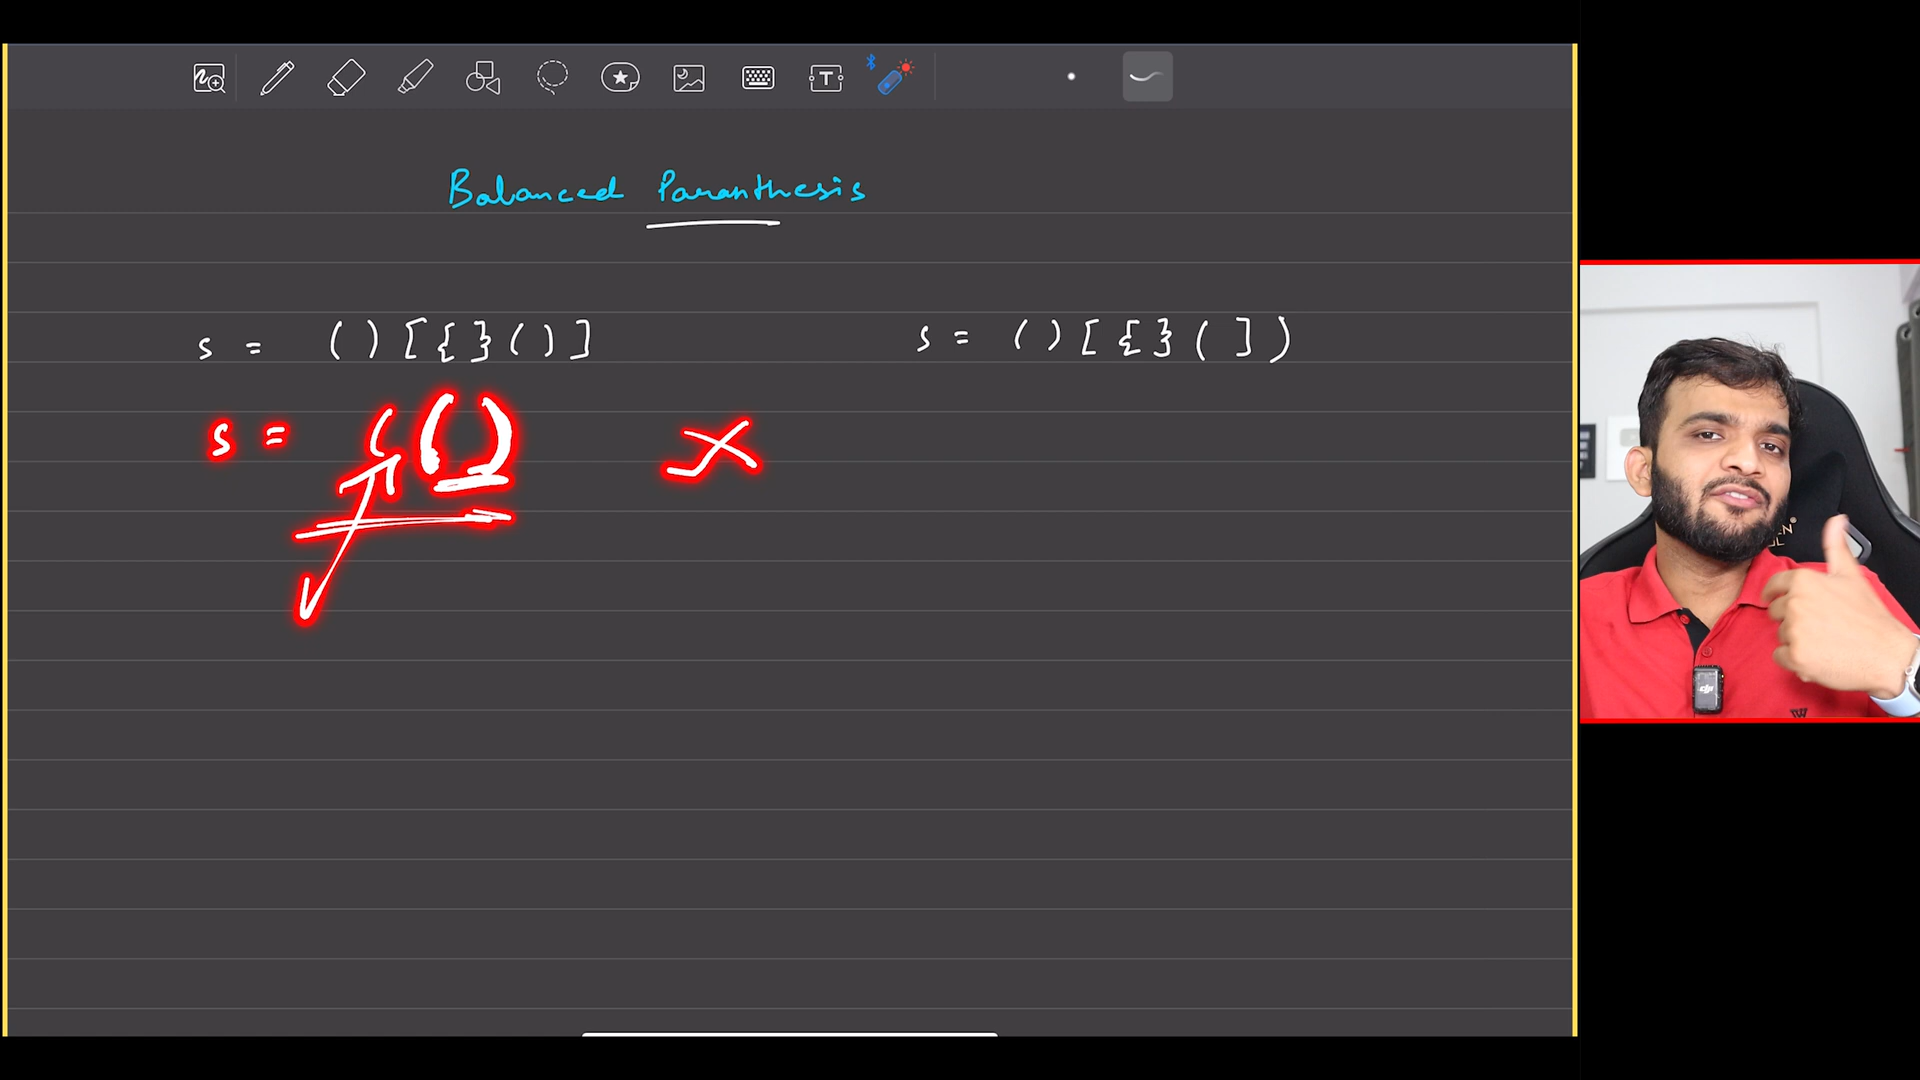 Balanced Paranthesis
s = ()[{}()]
s = ()[{}(])
s = (()